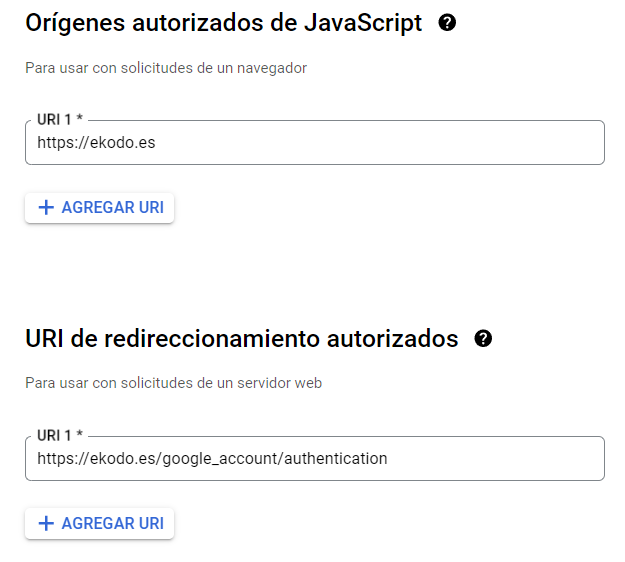 Orígenes autorizados de JavaScript ?
Para usar con solicitudes de un navegador
URI 1 *
https://ekodo.es
+ AGREGAR URI
URI de redireccionamiento autorizados ?
Para usar con solicitudes de un servidor web
URI 1 *
https://ekodo.es/google_account/authentication
+ AGREGAR URI